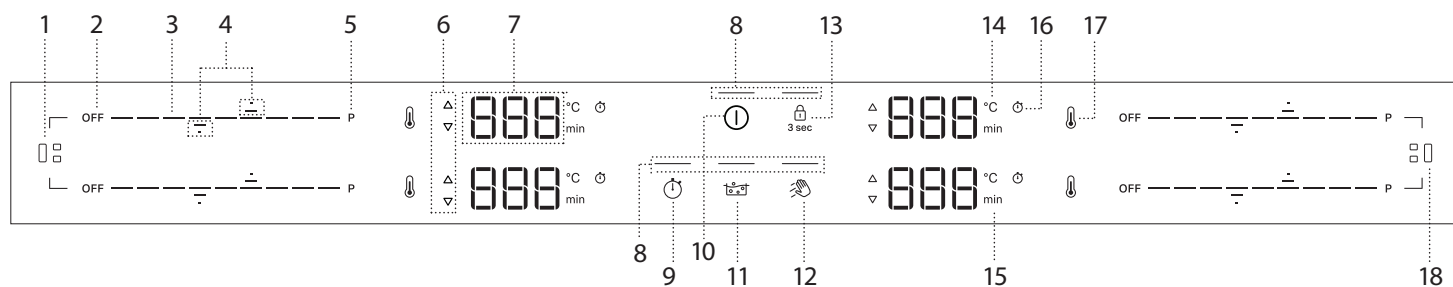 1 2 3 4 5 6 7 8 13 14 16 17
OFF P 888 °C min 3 sec 888 °C min OFF P
OFF P 888 °C min 888 °C min OFF P
8 9 10 11 12 15 18